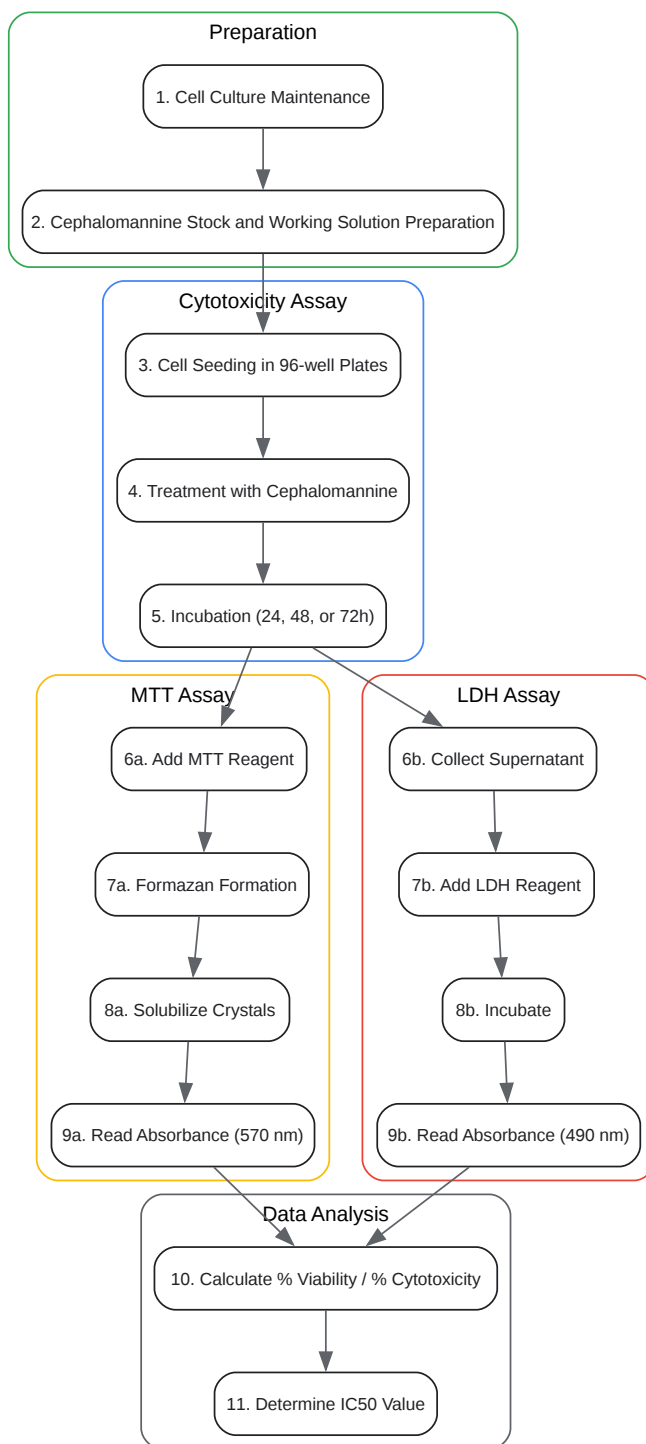 Preparation
1. Cell Culture Maintenance
2. Cephalomannine Stock and Working Solution Preparation
Cytotoxicity Assay
3. Cell Seeding in 96-well Plates
4. Treatment with Cephalomannine
5. Incubation (24, 48, or 72h)
MTT Assay
6a. Add MTT Reagent
7a. Formazan Formation
8a. Solubilize Crystals
9a. Read Absorbance (570 nm)
LDH Assay
6b. Collect Supernatant
7b. Add LDH Reagent
8b. Incubate
9b. Read Absorbance (490 nm)
Data Analysis
10. Calculate % Viability / % Cytotoxicity
11. Determine IC50 Value